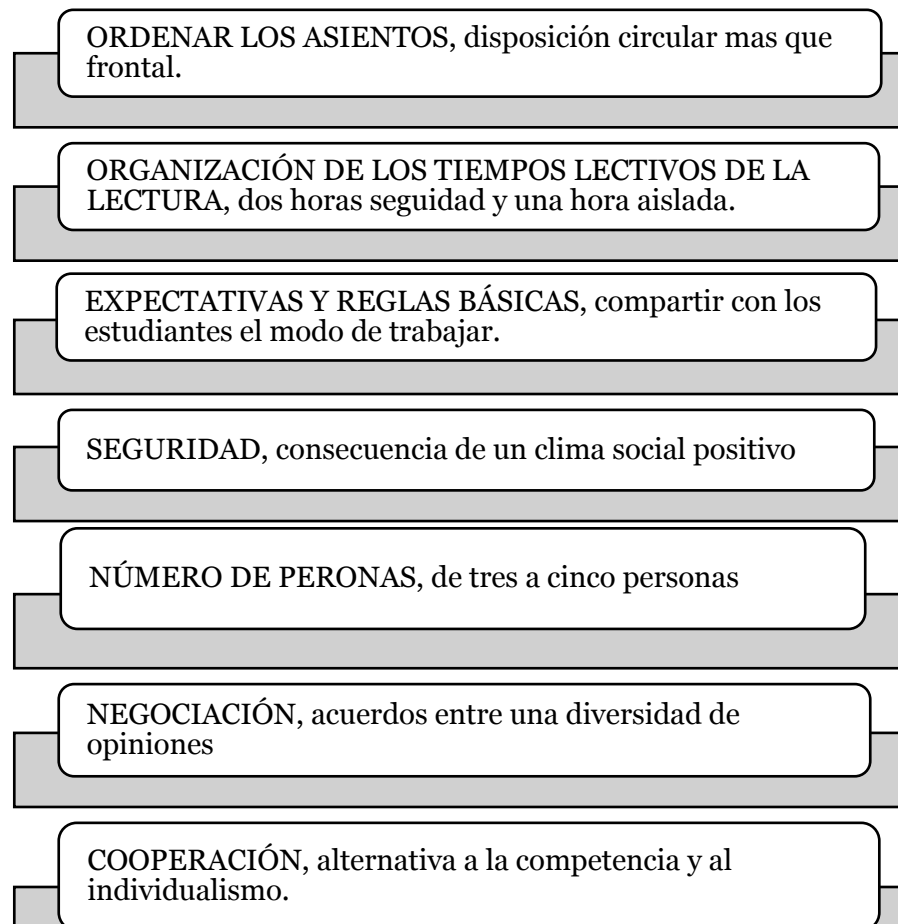 ORDENAR LOS ASIENTOS, disposición circular mas que
frontal.
ORGANIZACIÓN DE LOS TIEMPOS LECTIVOS DE LA
LECTURA, dos horas seguidad y una hora aislada.
EXPECTATIVAS Y REGLAS BÁSICAS, compartir con los
estudiantes el modo de trabajar.
SEGURIDAD, consecuencia de un clima social positivo
NÚMERO DE PERONAS, de tres a cinco personas
NEGOCIACIÓN, acuerdos entre una diversidad de
opiniones
COOPERACIÓN, alternativa a la competencia y al
individualismo.